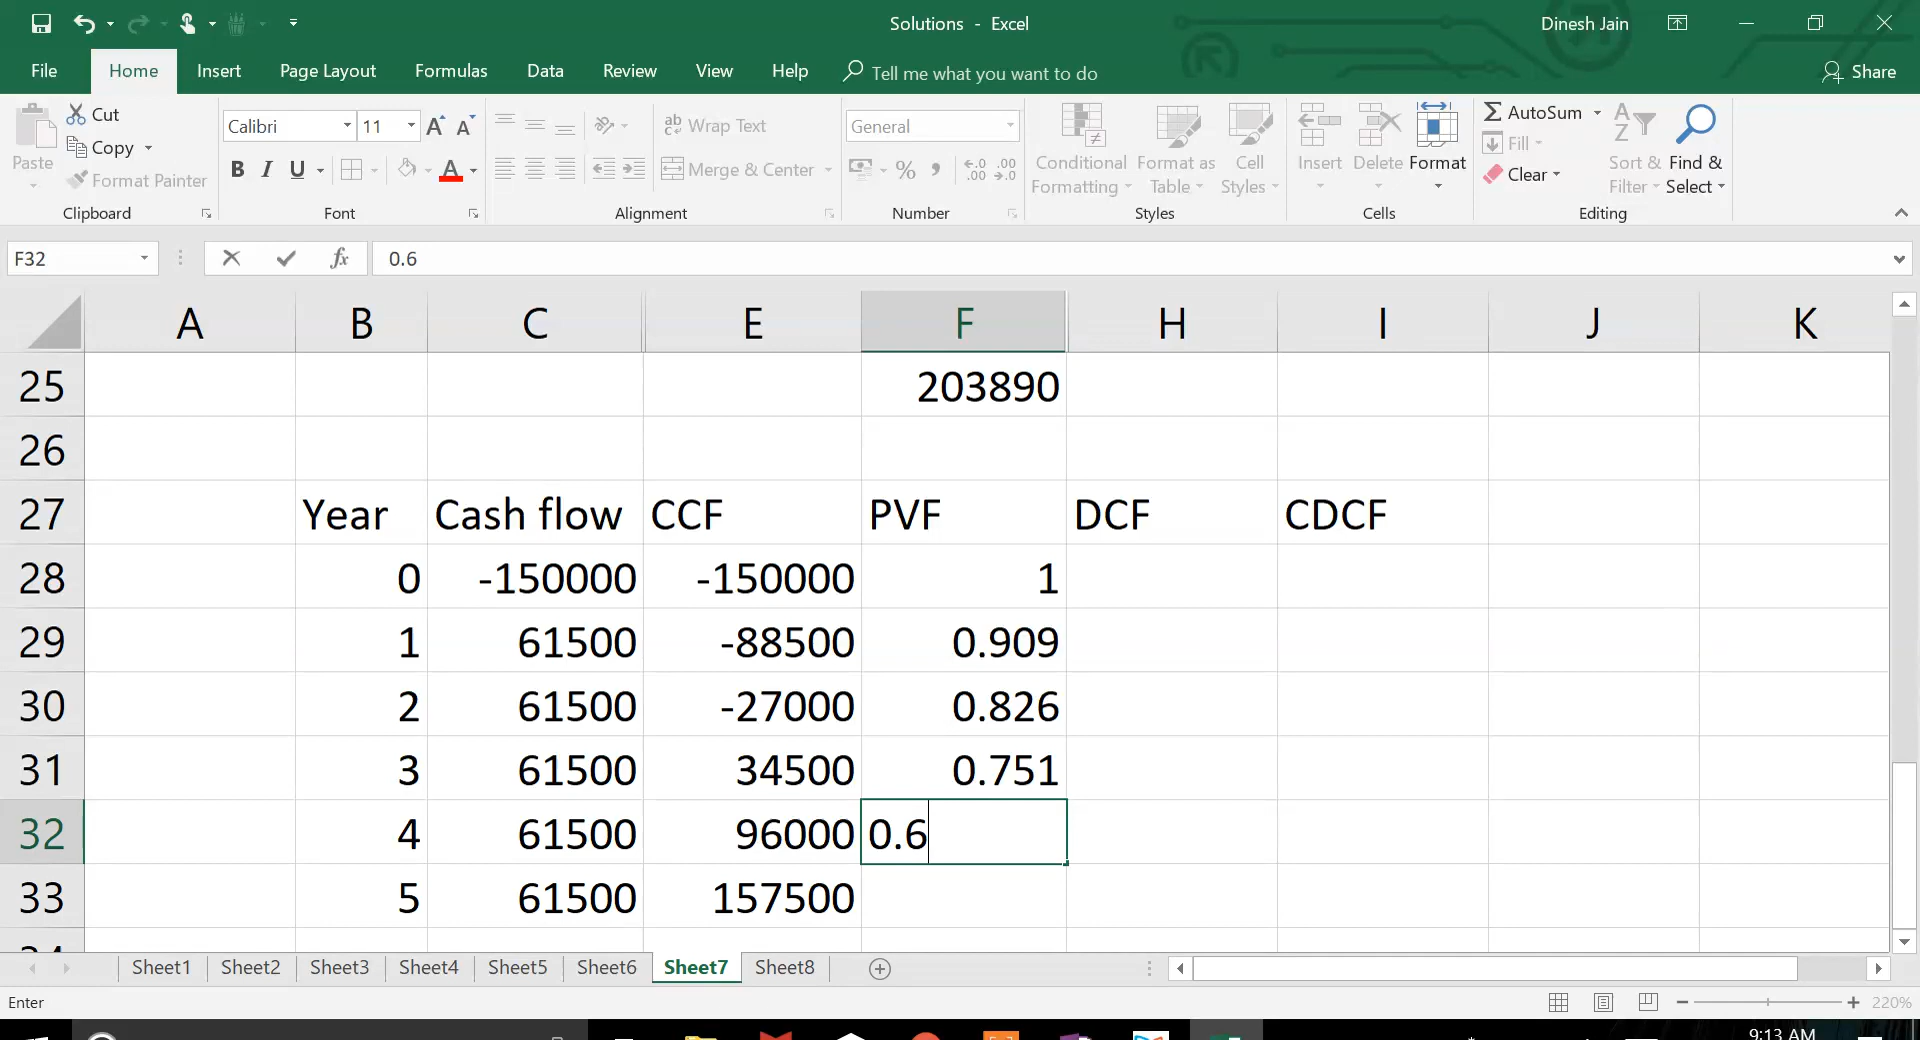 Solutions - Excel
Dinesh Jain
File Home Insert Page Layout Formulas Data Review View Help Tell me what you want to do Share
Paste
Cut
Copy
Format Painter
Clipboard
Calibri 11
B I U
Font
Wrap Text
Merge & Center
Alignment
General
Number
Conditional Formatting
Format as Table
Cell Styles
Styles
Insert Delete Format
Cells
AutoSum
Fill
Clear
Sort & Filter
Find & Select
Editing
F32 fx 0.6
A B C E F H I J K
25 203890
26
27 Year Cash flow CCF PVF DCF CDCF
28 0 -150000 -150000 1
29 1 61500 -88500 0.909
30 2 61500 -27000 0.826
31 3 61500 34500 0.751
32 4 61500 96000 0.6
33 5 61500 157500
Sheet1 Sheet2 Sheet3 Sheet4 Sheet5 Sheet6 Sheet7 Sheet8
Enter 220%
9:13 AM